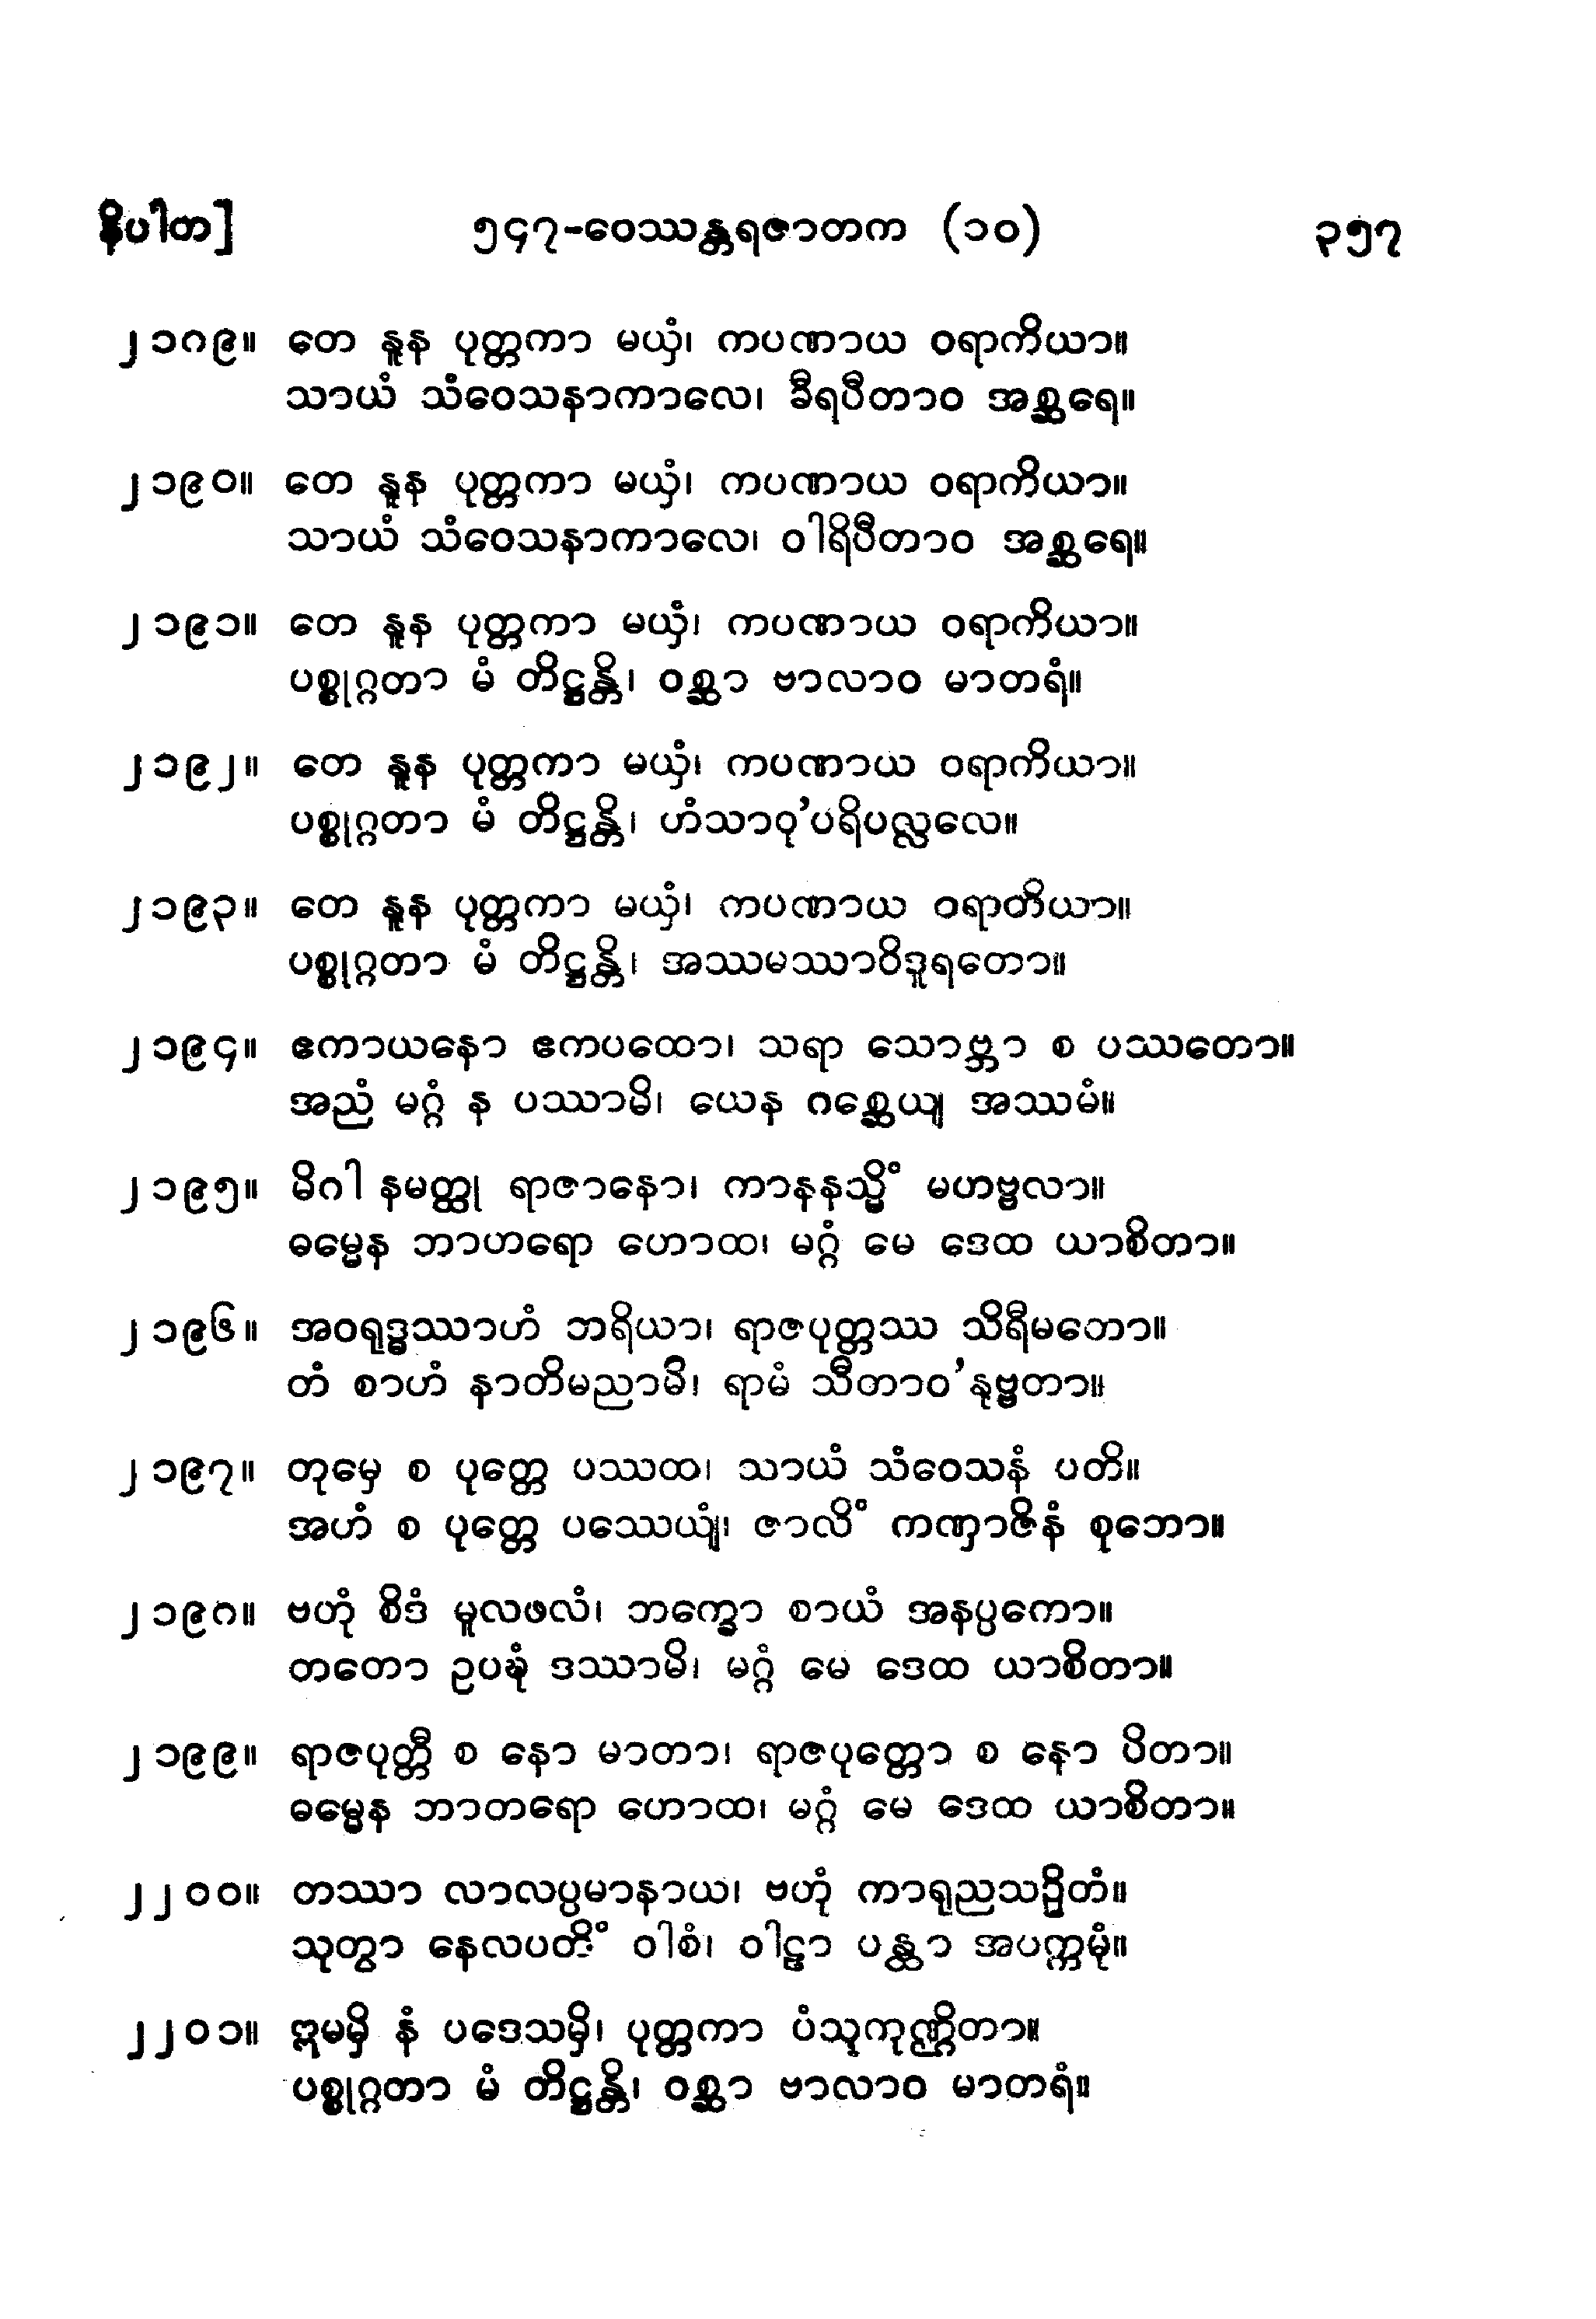 နိပါတ]	၅၄၇-ဝေဿန္တရဇာတက (၁၀)	၃၅၇
၂၁၈၉။ တေ နူန ပုတ္တကာ မယှံ၊ ကပဏာယ ဝရာကိယာ။
သာယံ သံဝေသနာကာလေ၊ ခီရပီတာဝ အစ္ဆရေ။
၂၁၉၀။ တေ နူန ပုတ္တကာ မယှံ၊ ကပဏာယ ဝရာကိယာ။
သာယံ သံဝေသနာကာလေ၊ ဝါရိပီတာဝ အစ္ဆရေ။
၂၁၉၁။ တေ နူန ပုတ္တကာ မယှံ၊ ကပဏာယ ဝရာကိယာ။
ပစ္စုဂ္ဂတာ မံ တိဋ္ဌန္တိ၊ ဝစ္ဆာ ဗာလာဝ မာတရံ။
၂၁၉၂။ တေ နူန ပုတ္တကာ မယှံ၊ ကပဏာယ ဝရာကိယာ။
ပစ္စုဂ္ဂတာ မံ တိဋ္ဌန္တိ၊ ဟံသာဝု’ပရိပလ္လလေ။
၂၁၉၃။ တေ နူန ပုတ္တကာ မယှံ၊ ကပဏာယ ဝရာတိယာ။
ပစ္စုဂ္ဂတာ မံ တိဋ္ဌန္တိ၊ အဿမဿာဝိဒူရတော။
၂၁၉၄။ ဧကာယနော ဧကပထော၊ သရာ သောဗ္ဘာ စ ပဿတော။
အညံ မဂ္ဂံ န ပဿာမိ၊ ယေန ဂစ္ဆေယျ အဿမံ။
၂၁၉၅။ မိဂါ နမတ္ထု ရာဇာနော၊ ကာနနသ္မိံ မဟဗ္ဗလာ။
ဓမ္မေန ဘာဟရော ဟောထ၊ မဂ္ဂံ မေ ဒေထ ယာစိတာ။
၂၁၉၆။ အဝရုဒ္ဓဿာဟံ ဘရိယာ၊ ရာဇပုတ္တဿ သိရီမတော။
တံ စာဟံ နာတိမညာမိ၊ ရာမံ သီတာဝ’နုဗ္ဗတာ။
၂၁၉၇။ တုမှေ စ ပုတ္တေ ပဿထ၊ သာယံ သံဝေသနံ ပတိ။
အဟံ စ ပုတ္တေ ပဿေယျံ၊ ဇာလိံ ကဏှာဇိနံ စုဘော။
၂၁၉၈။ ဗဟုံ စိဒံ မူလဖလံ၊ ဘက္ခော စာယံ အနပ္ပကော။
တတော ဥပဍ္ဎံ ဒဿာမိ၊ မဂ္ဂံ မေ ဒေထ ယာစိတာ။
၂၁၉၉။ ရာဇပုတ္တီ စ နော မာတာ၊ ရာဇပုတ္တော စ နော ပိတာ။
ဓမ္မေန ဘာတရော ဟောထ၊ မဂ္ဂံ မေ ဒေထ ယာစိတာ။
၂၂၀၀။ တဿာ လာလပ္ပမာနာယ၊ ဗဟုံ ကာရုညသဉှိတံ။
သုတွာ နေလပတိံ ဝါစံ၊ ဝါဠာ ပန္ထာ အပက္ကမုံ။
၂၂၀၁။ ဣမမှိ နံ ပဒေသမှိ၊ ပုတ္တကာ ပံသုကုဏ္ဌိတာ။
ပစ္စုဂ္ဂတာ မံ တိဋ္ဌန္တိ၊ ဝစ္ဆာ ဗာလာဝ မာတရံ။